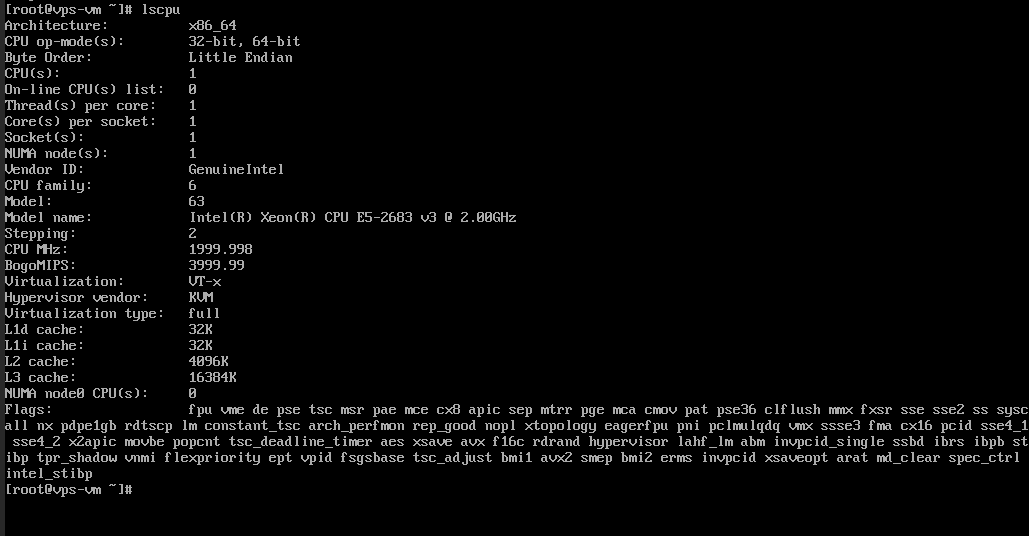 [root@vps-vm ~]# lscpu
Architecture:          x86_64
CPU op-mode(s):        32-bit, 64-bit
Byte Order:            Little Endian
CPU(s):                1
On-line CPU(s) list:   0
Thread(s) per core:    1
Core(s) per socket:    1
Socket(s):             1
NUMA node(s):          1
Vendor ID:             GenuineIntel
CPU family:            6
Model:                 63
Model name:            Intel(R) Xeon(R) CPU E5-2683 v3 @ 2.00GHz
Stepping:              2
CPU MHz:               1999.998
BogoMIPS:              3999.99
Virtualization:        VT-x
Hypervisor vendor:     KVM
Virtualization type:   full
L1d cache:             32K
L1i cache:             32K
L2 cache:              4096K
L3 cache:              16384K
NUMA node0 CPU(s):     0
Flags:                 fpu vme de pse tsc msr pae mce cx8 apic sep mtrr pge mca cmov pat pse36 clflush mmx fxsr sse sse2 ss sysc
all nx pdpe1gb rdtscp lm constant_tsc arch_perfmon rep_good nopl xtopology eagerfpu pni pclmulqdq vmx ssse3 fma cx16 pcid sse4_1
 sse4_2 x2apic movbe popcnt tsc_deadline_timer aes xsave avx f16c rdrand hypervisor lahf_lm abm invpcid_single ssbd ibrs ibpb st
ibp tpr_shadow vnmi flexpriority ept vpid fsgsbase tsc_adjust bmi1 avx2 smep bmi2 erms invpcid xsaveopt arat md_clear spec_ctrl
intel_stibp
[root@vps-vm ~]#